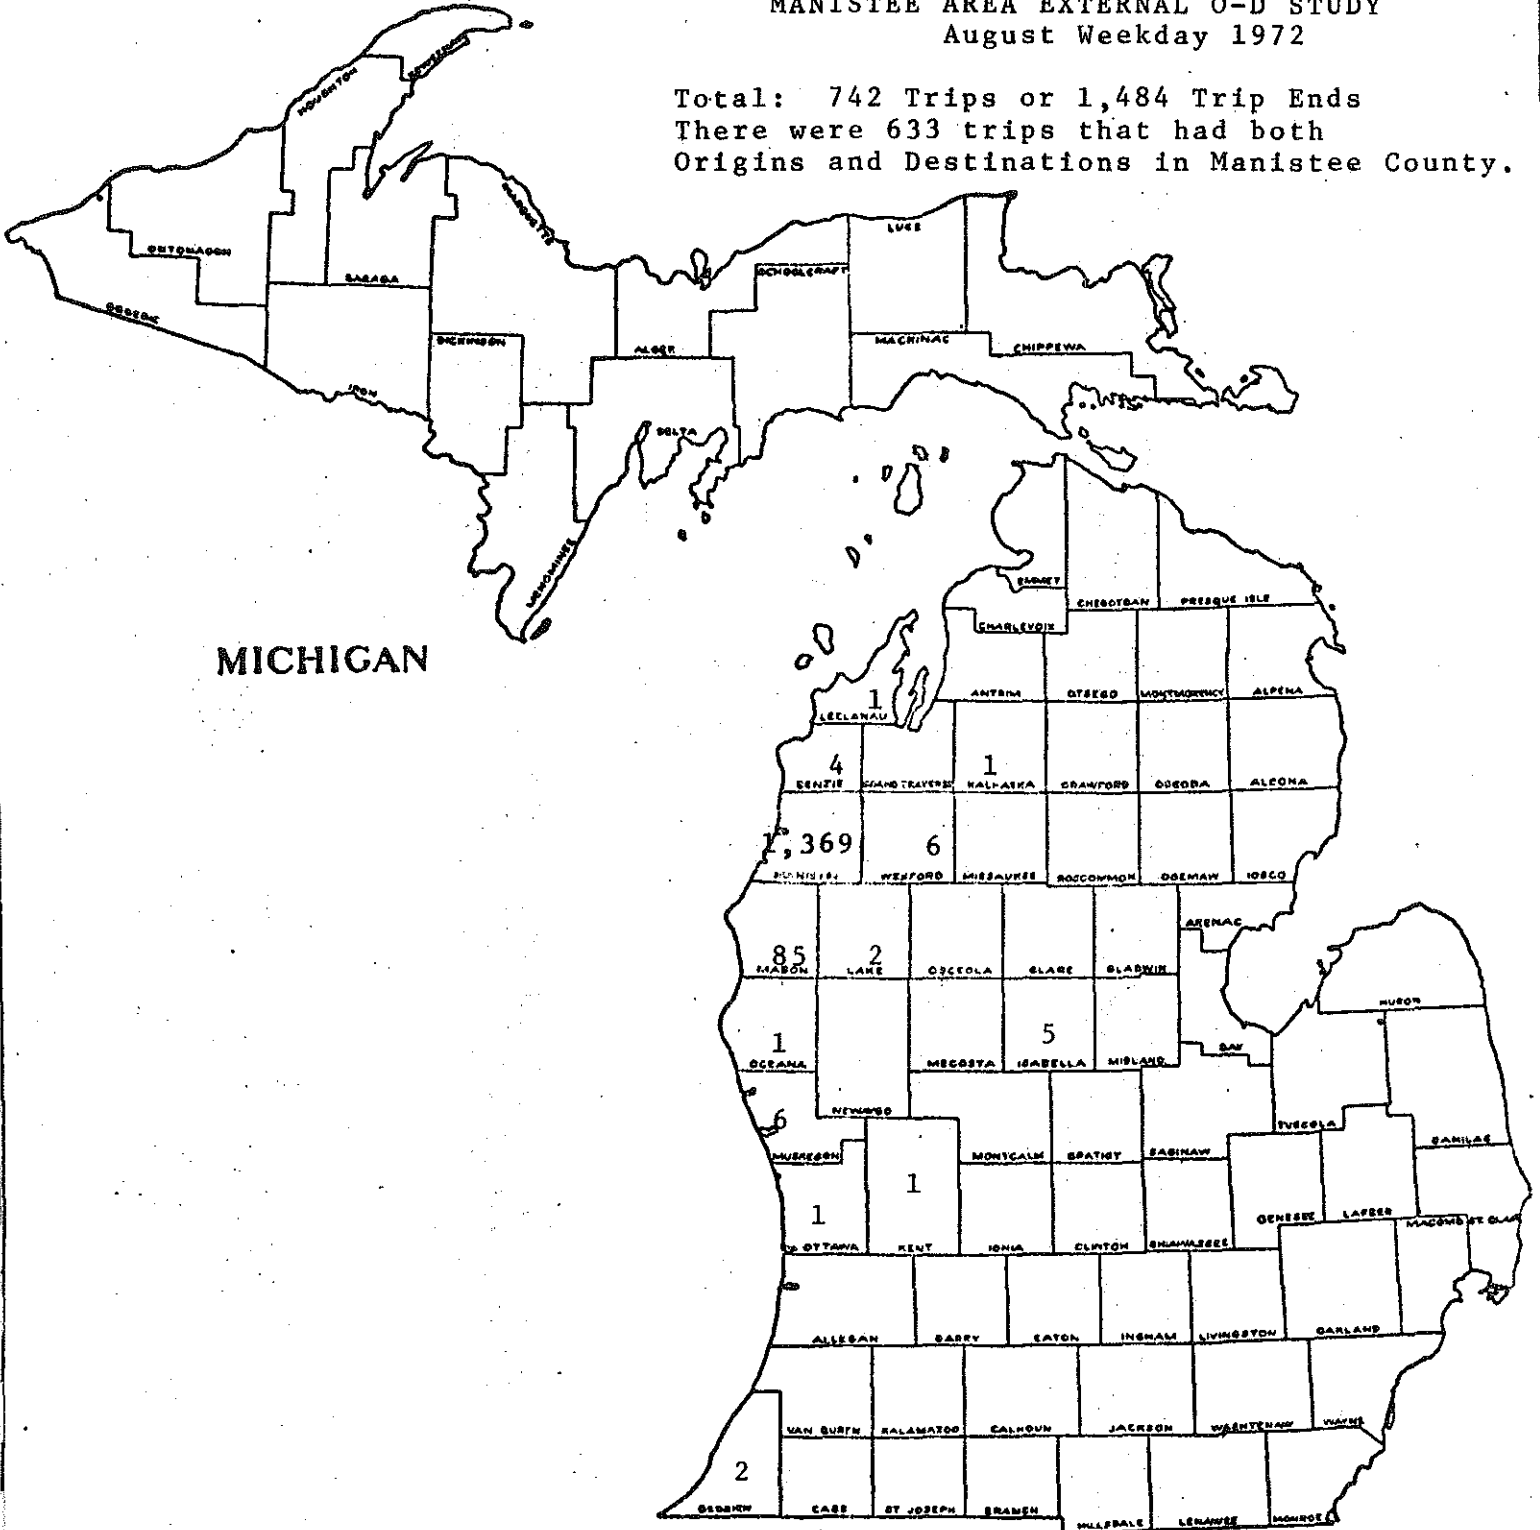 MANISTEE AREA EXTERNAL O-D STUDY
August Weekday 1972
Total: 742 Trips or 1,484 Trip Ends
There were 633 trips that had both
Origins and Destinations in Manistee County.
HOUGHTON
MARQUETTE
LUCE
ONTONAGON
BARAGA
SCHOOLCRAFT
GOGEBIC
DICKINSON
ALGER
MACKINAC
CHIPPEWA
IRON
DELTA
MENOMINEE
EMMET
CHEBOYGAN
PRESQUE ISLE
CHARLEVOIX
MICHIGAN
1
LEELANAU
ANTRIM
OTSEGO
MONTMORENCY
ALPENA
4
1
BENZIE
GRAND TRAVERSE
KALKASKA
CRAWFORD
OSCODA
ALCONA
1,369
6
MANISTEE
WEXFORD
MISSAUKEE
ROSCOMMON
OGEMAW
IOSCO
ARENAC
85
2
MASON
LAKE
OSCEOLA
CLARE
GLADWIN
HURON
1
5
OCEANA
MECOSTA
ISABELLA
MIDLAND
BAY
6
NEWAYGO
TUSCOLA
SANILAC
MUSKEGON
MONTCALM
GRATIOT
SAGINAW
1
1
GENESEE
LAPEER
MACOMB
ST CLAIR
OTTAWA
KENT
IONIA
CLINTON
SHIAWASSEE
ALLEGAN
BARRY
EATON
INGHAM
LIVINGSTON
OAKLAND
VAN BUREN
KALAMAZOO
CALHOUN
JACKSON
WASHTENAW
WAYNE
2
BERRIEN
CASS
ST JOSEPH
BRANCH
HILLSDALE
LENAWEE
MONROE